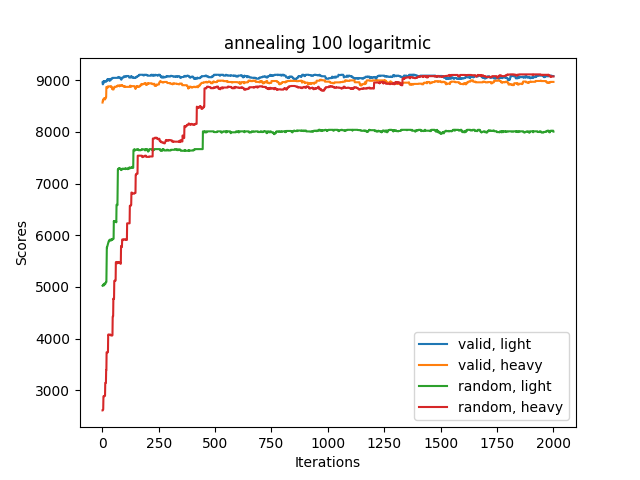 annealing 100 logaritmic
9000
8000
7000
6000
5000
4000
3000
Scores
0
250
500
750
1000
1250
1500
1750
2000
Iterations
valid, light
valid, heavy
random, light
random, heavy